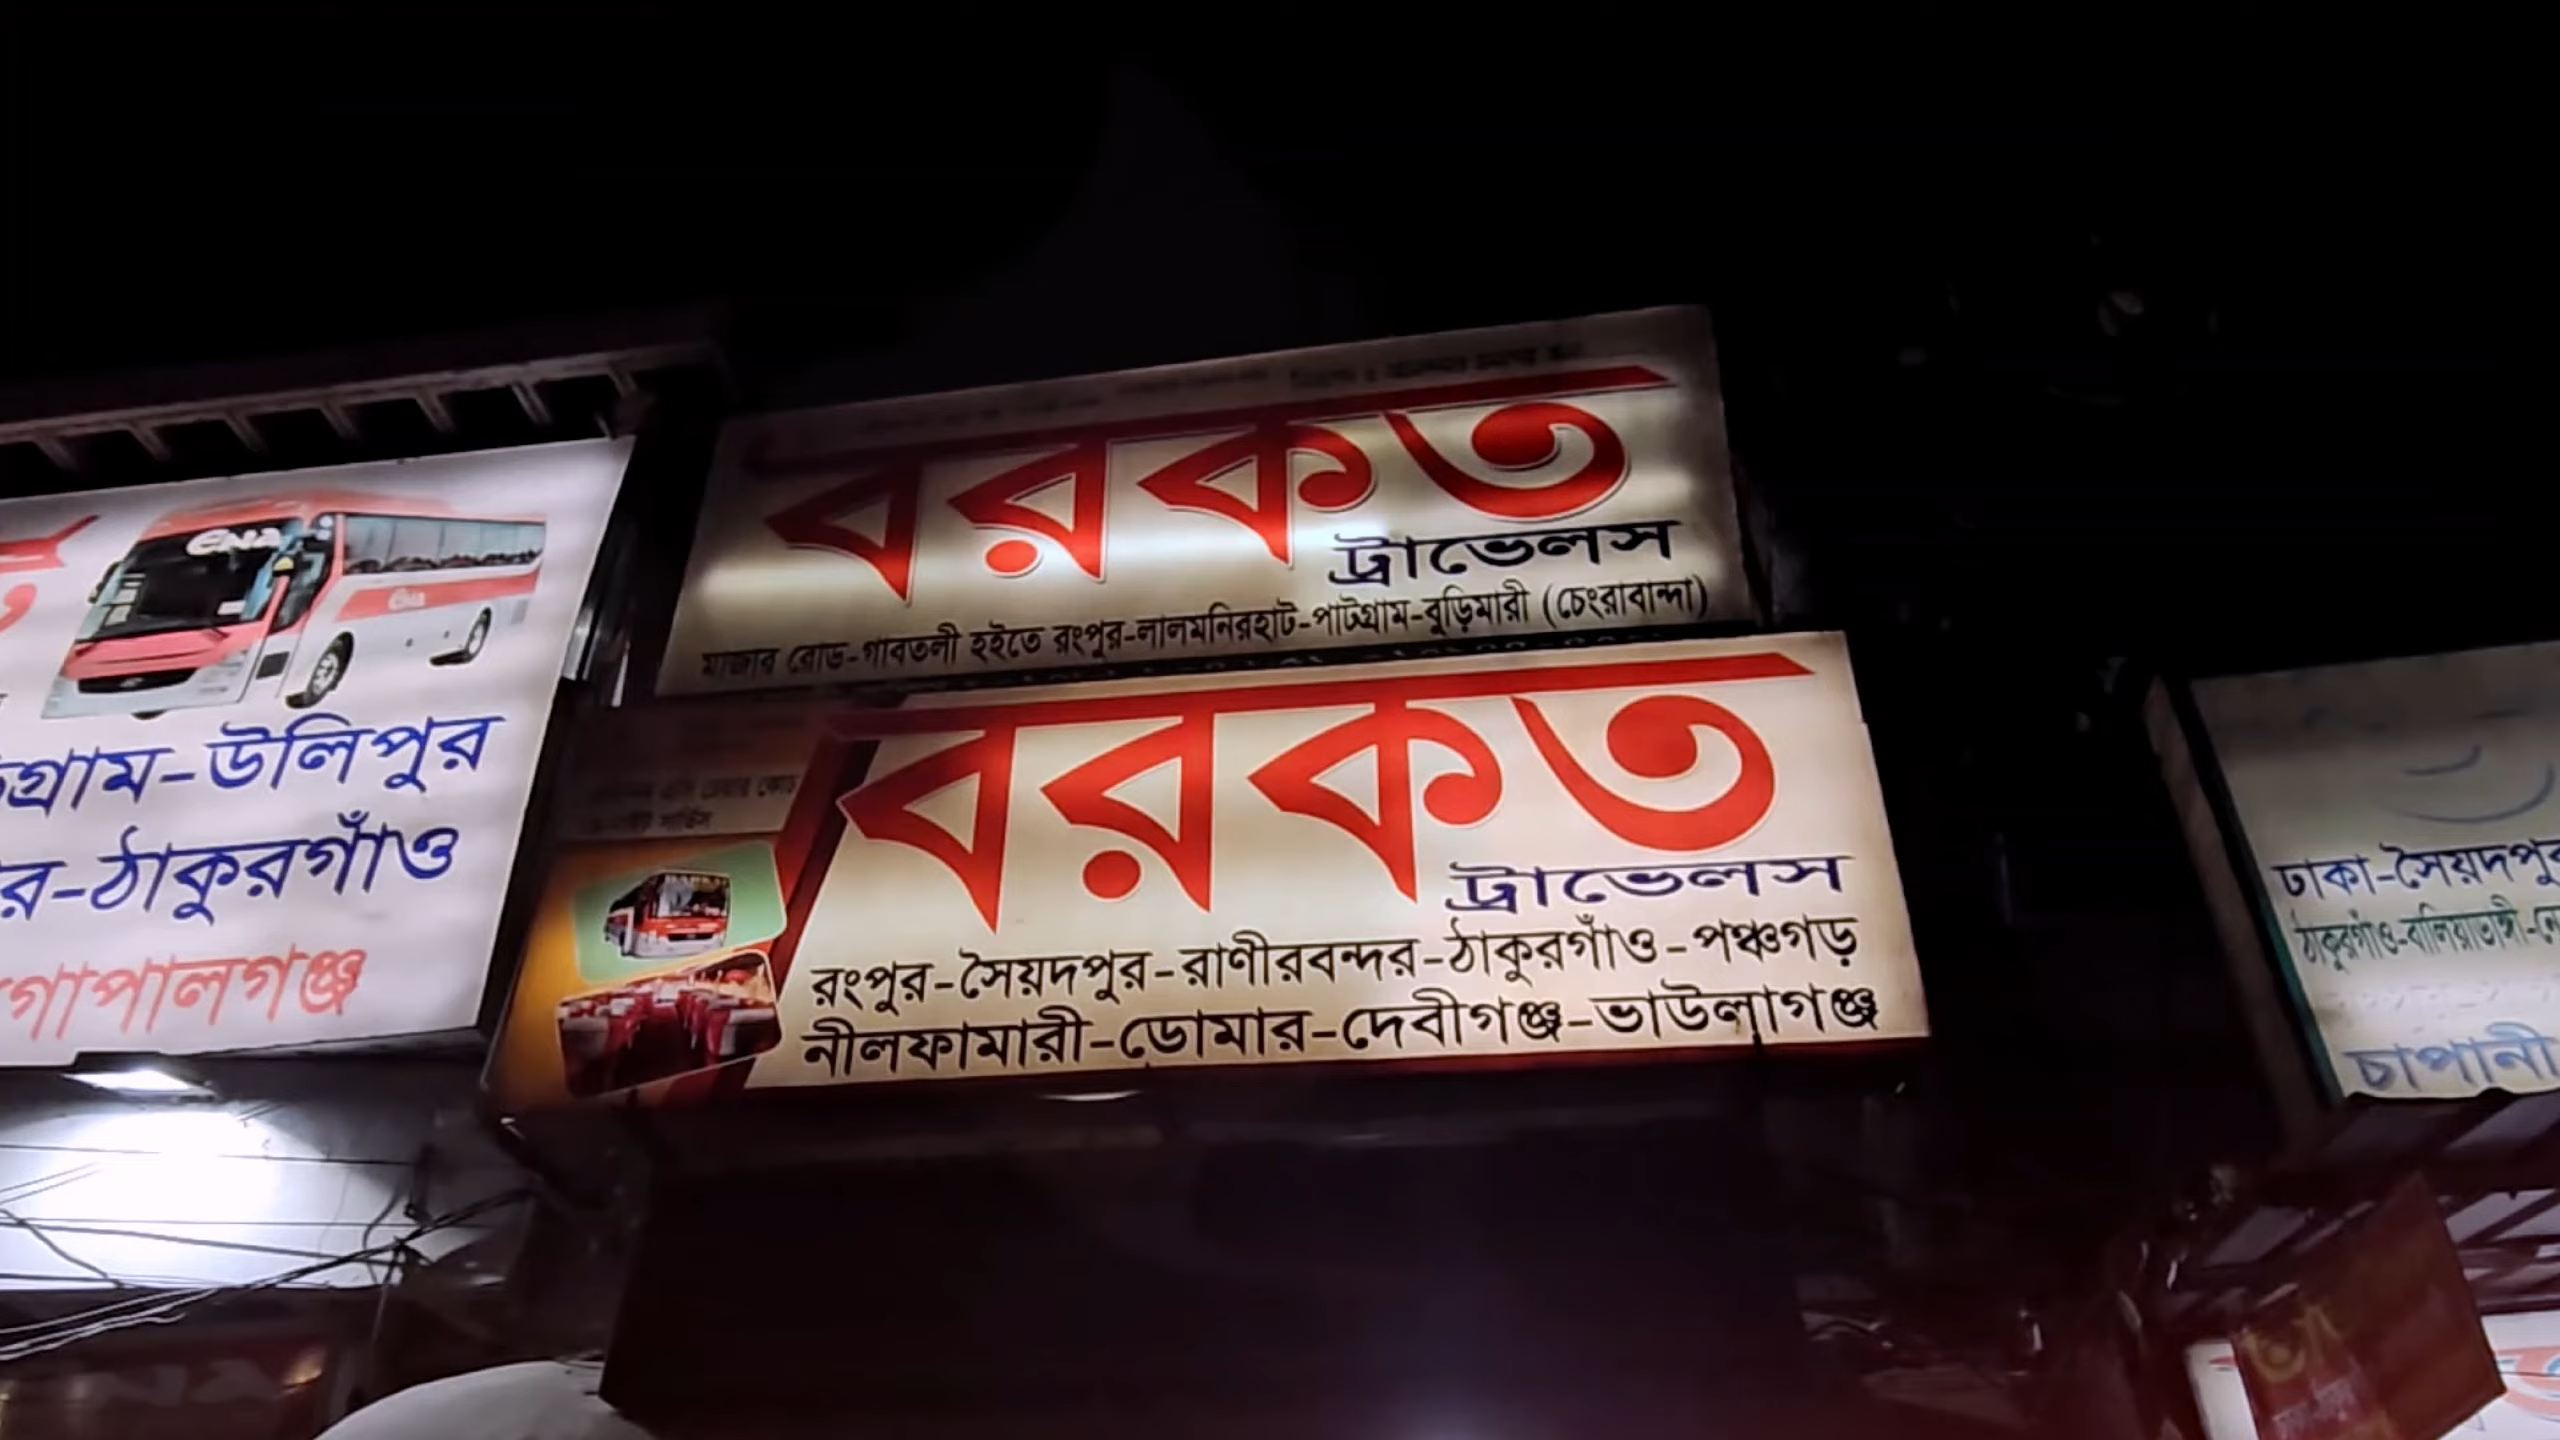 ena
গ্রাম-উলিপুর
র-ঠাকুরগাঁও
গোপালগঞ্জ
বরকত
ট্রাভেলস
মাজার রোড-গাবতলী হইতে রংপুর-লালমনিরহাট-পাটগ্রাম-বুড়িমারী (চেংরাবান্দা)
বরকত
ট্রাভেলস
রংপুর-সৈয়দপুর-রাণীরবন্দর-ঠাকুরগাঁও-পঞ্চগড়
নীলফামারী-ডোমার-দেবীগঞ্জ-ভাউলাগঞ্জ
ঢাকা-সৈয়দপুর
ঠাকুরগাঁও-বালিয়াডাঙ্গী-নে
চাপানী